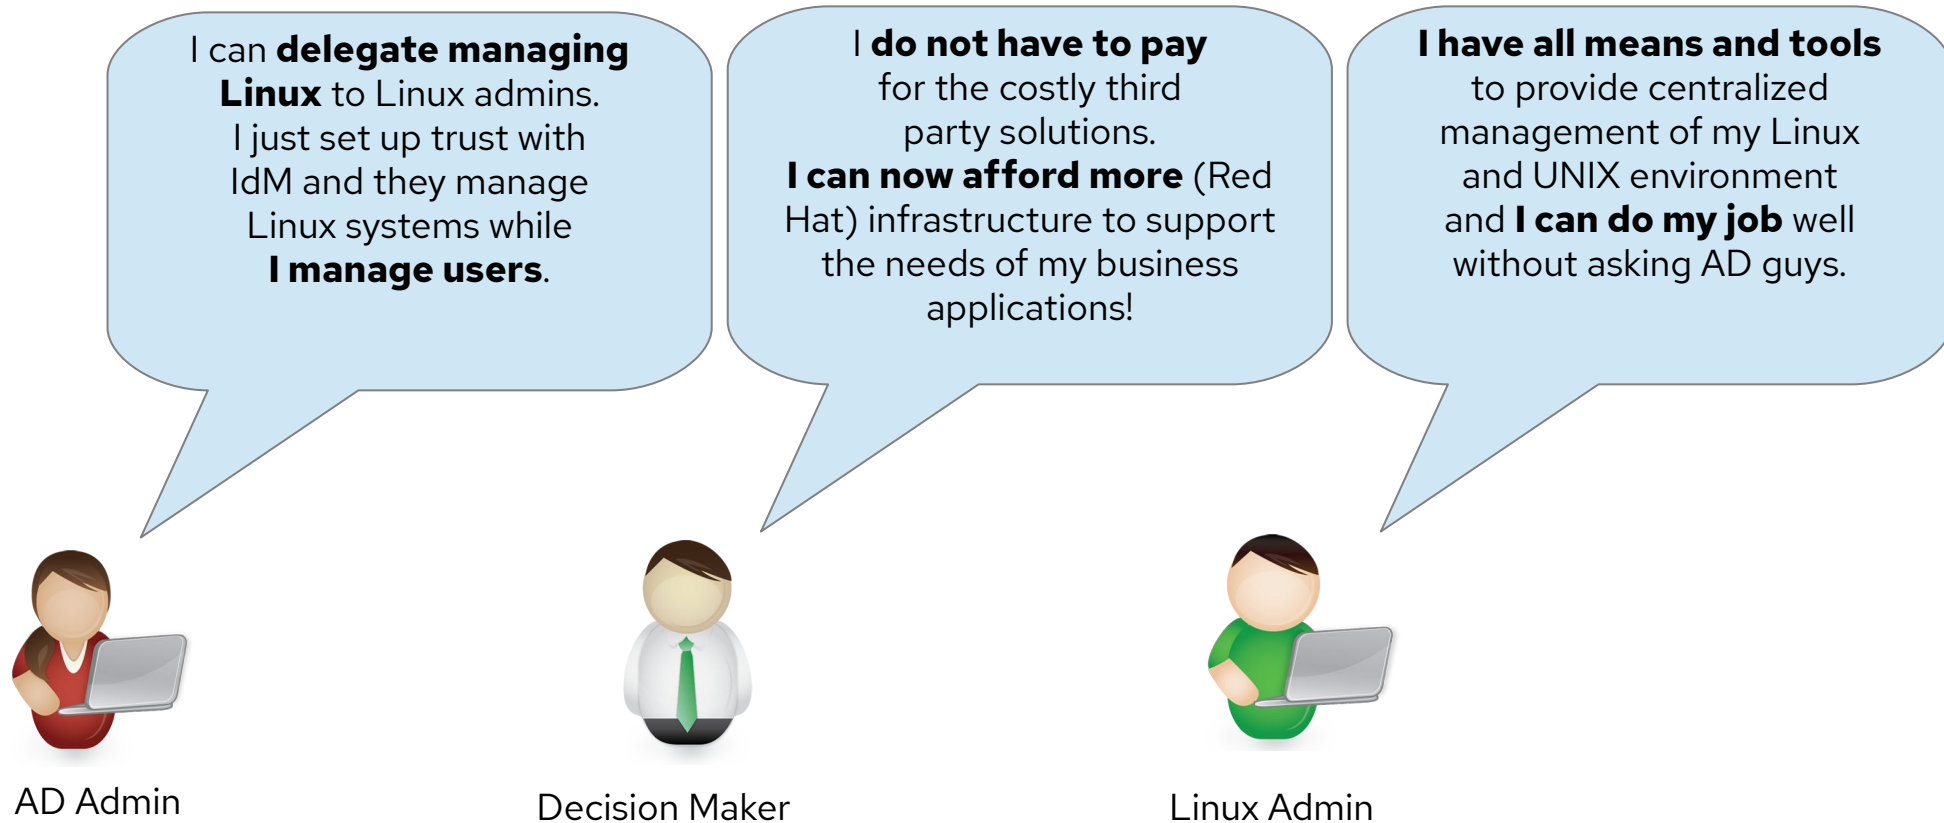 I can delegate managing
Linux to Linux admins.
I just set up trust with
IdM and they manage
Linux systems while
I manage users.
I do not have to pay
for the costly third
party solutions.
I can now afford more (Red
Hat) infrastructure to support
the needs of my business
applications!
I have all means and tools
to provide centralized
management of my Linux
and UNIX environment
and I can do my job well
without asking AD guys.
AD Admin
Decision Maker
Linux Admin